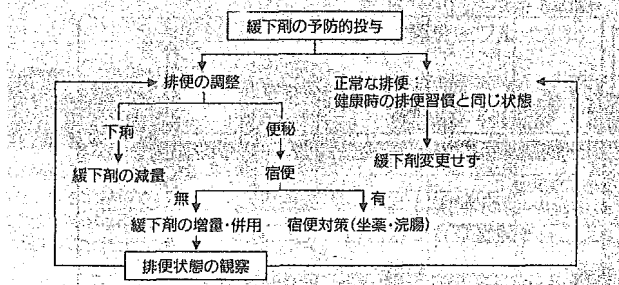 緩下剤の予防的投与
排便の調整
正常な排便：
健康時の排便習慣と同じ状態
下痢
便秘
緩下剤の減量
宿便
緩下剤変更せず
無
有
緩下剤の増量・併用
宿便対策（坐薬・浣腸）
排便状態の観察